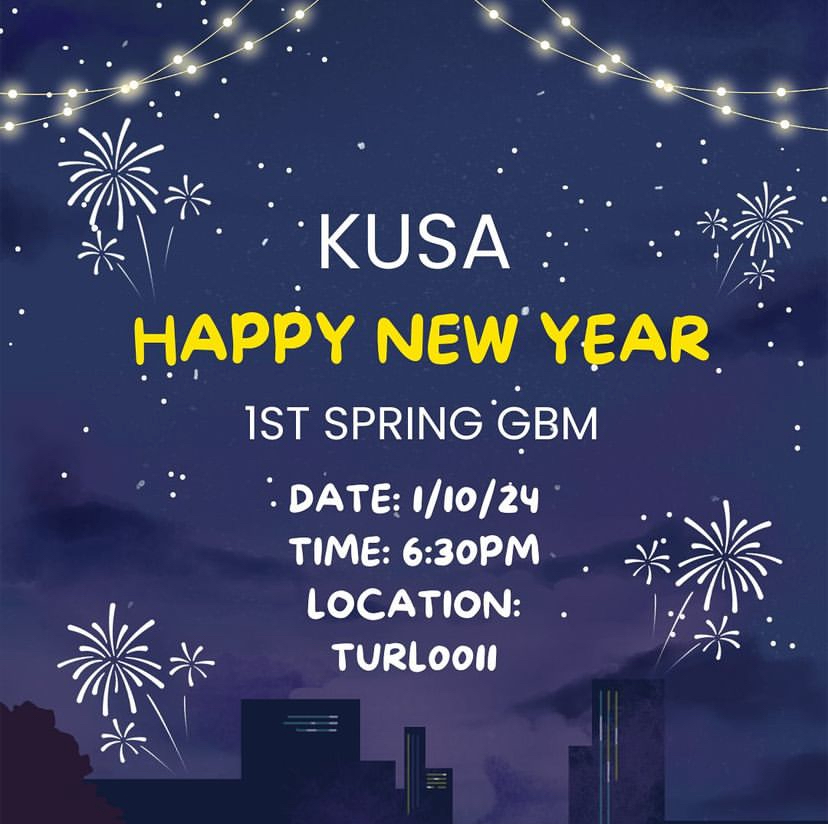 KUSA
HAPPY NEW YEAR
1ST SPRING GBM
DATE: 1/10/24
TIME: 6:30PM
LOCATION:
TURL0011